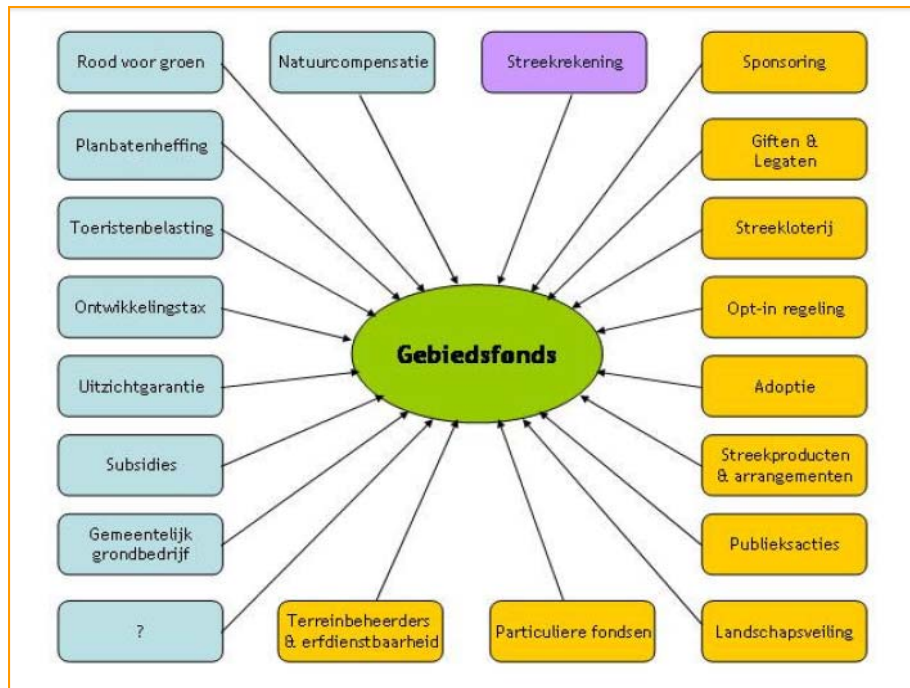 Rood voor groen
Natuurcompensatie
Streekrekening
Sponsoring
Planbatenheffing
Giften &
Legaten
Toeristenbelasting
Streekloterij
Ontwikkelingstax
Opt-in regeling
Gebiedsfonds
Uitzichtgarantie
Adoptie
Subsidies
Streekproducten
& arrangementen
Gemeentelijk
grondbedrijf
Publieksacties
?
Terreinbeheerders
& erfdienstbaarheid
Particuliere fondsen
Landschapsveiling